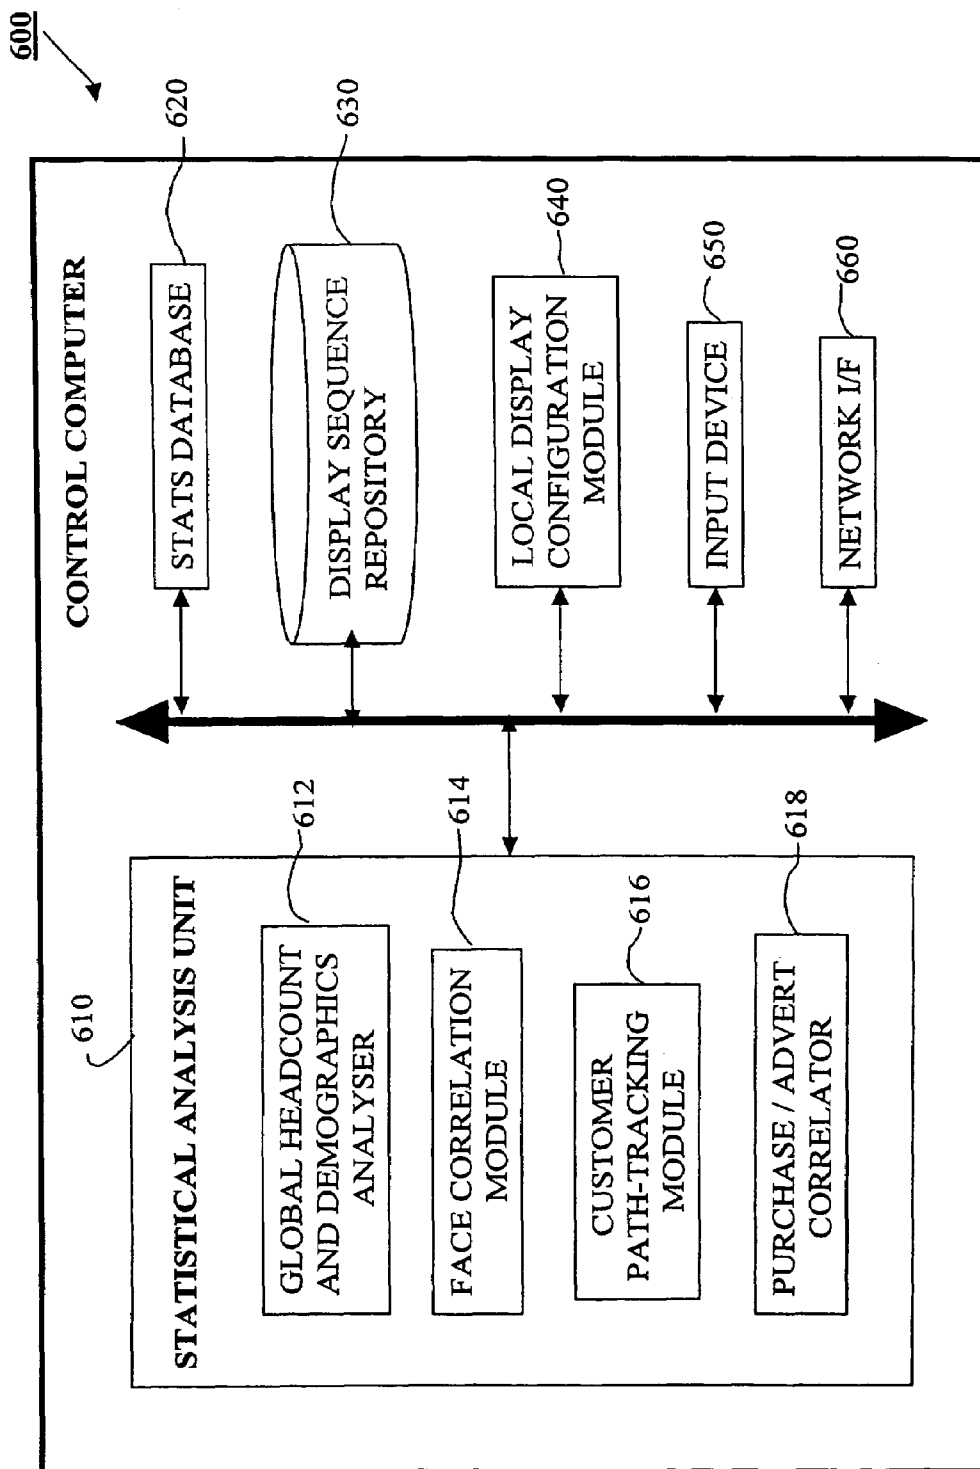 600
CONTROL COMPUTER
610
STATISTICAL ANALYSIS UNIT
GLOBAL HEADCOUNT
AND DEMOGRAPHICS
ANALYSER
612
FACE CORRELATION
MODULE
614
CUSTOMER
PATH-TRACKING
MODULE
616
PURCHASE / ADVERT
CORRELATOR
618
STATS DATABASE
620
DISPLAY SEQUENCE
REPOSITORY
630
LOCAL DISPLAY
CONFIGURATION
MODULE
640
INPUT DEVICE
650
NETWORK I/F
660